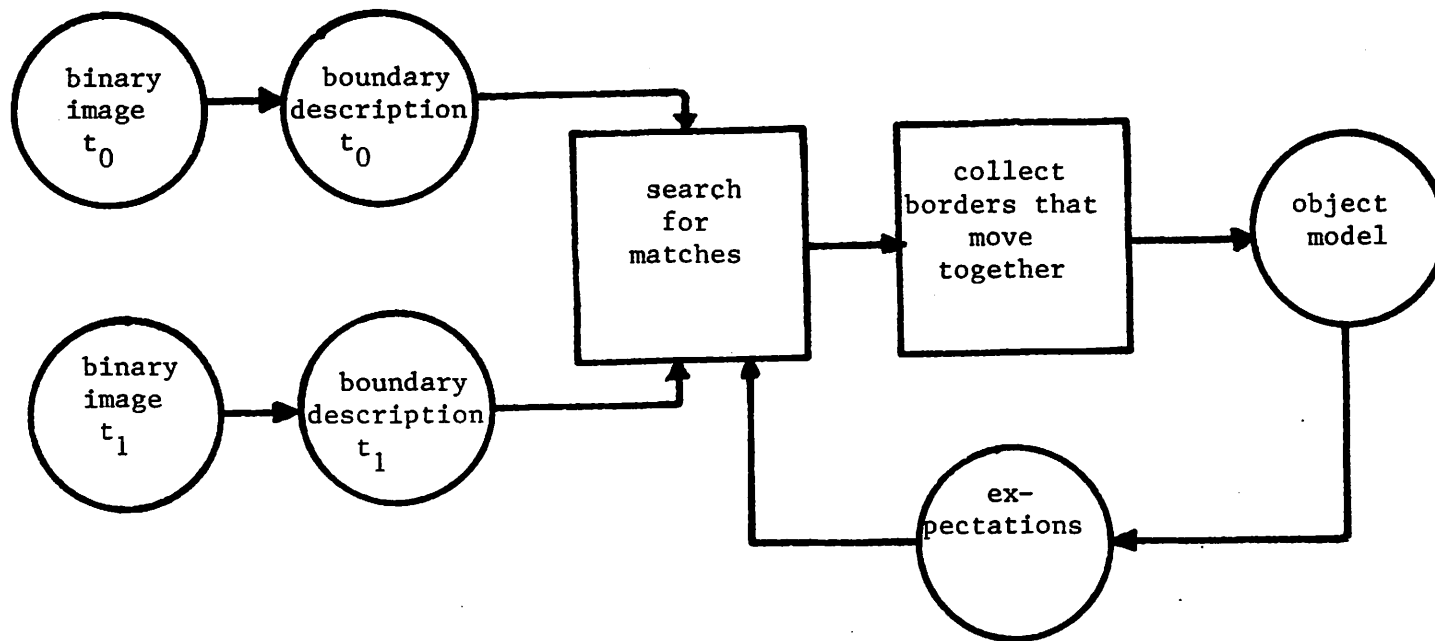 binary
image
t0
boundary
description
t0
search
for
matches
collect
borders that
move
together
object
model
binary
image
t1
boundary
description
t1
ex-
pectations